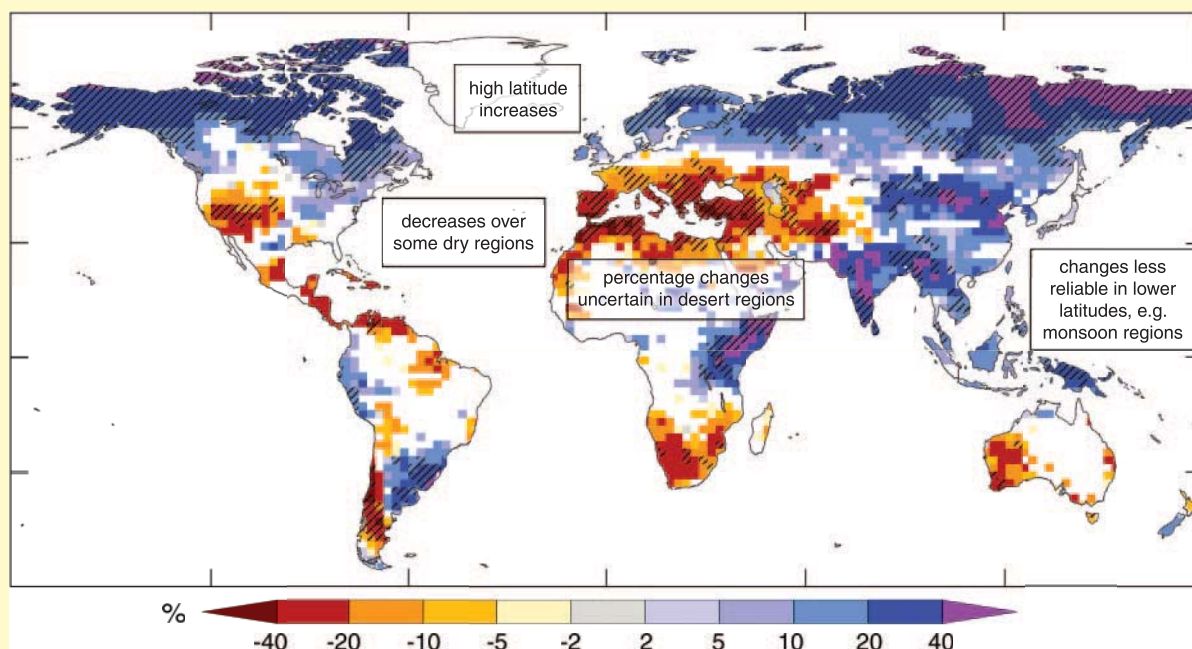 high latitude
increases
decreases over
some dry regions
percentage changes
uncertain in desert regions
changes less
reliable in lower
latitudes, e.g.
monsoon regions
%
-40 -20 -10 -5 -2 2 5 10 20 40